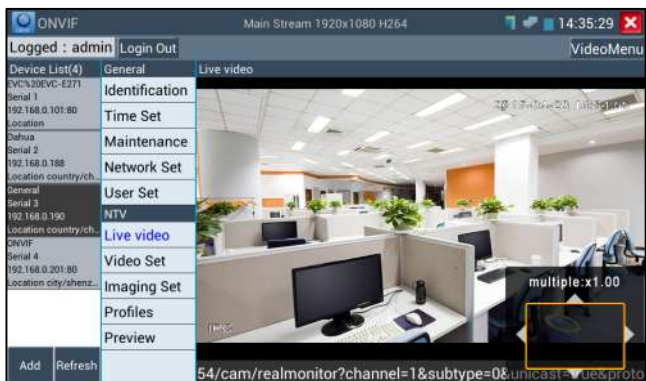 ONVIF
Main Stream 1920x1080 H264
14:35:29
Logged : admin
Login Out
VideoMenu
Device List(4)
EVC%20EVC-E271
Serial 1
192.168.0.101:80
Location
Dahua
Serial 2
192.168.0.188
Location country/ch...
General
Serial 3
192.168.0.190
Location country/ch...
ONVIF
Serial 4
192.168.0.201:80
Location city/shenz...
Add
Refresh
General
Identification
Time Set
Maintenance
Network Set
User Set
NTV
Live video
Video Set
Imaging Set
Profiles
Preview
Live video
IPC
multiple:x1.00
54/cam/realmonitor?channel=1&subtype=0&unicast=true&proto